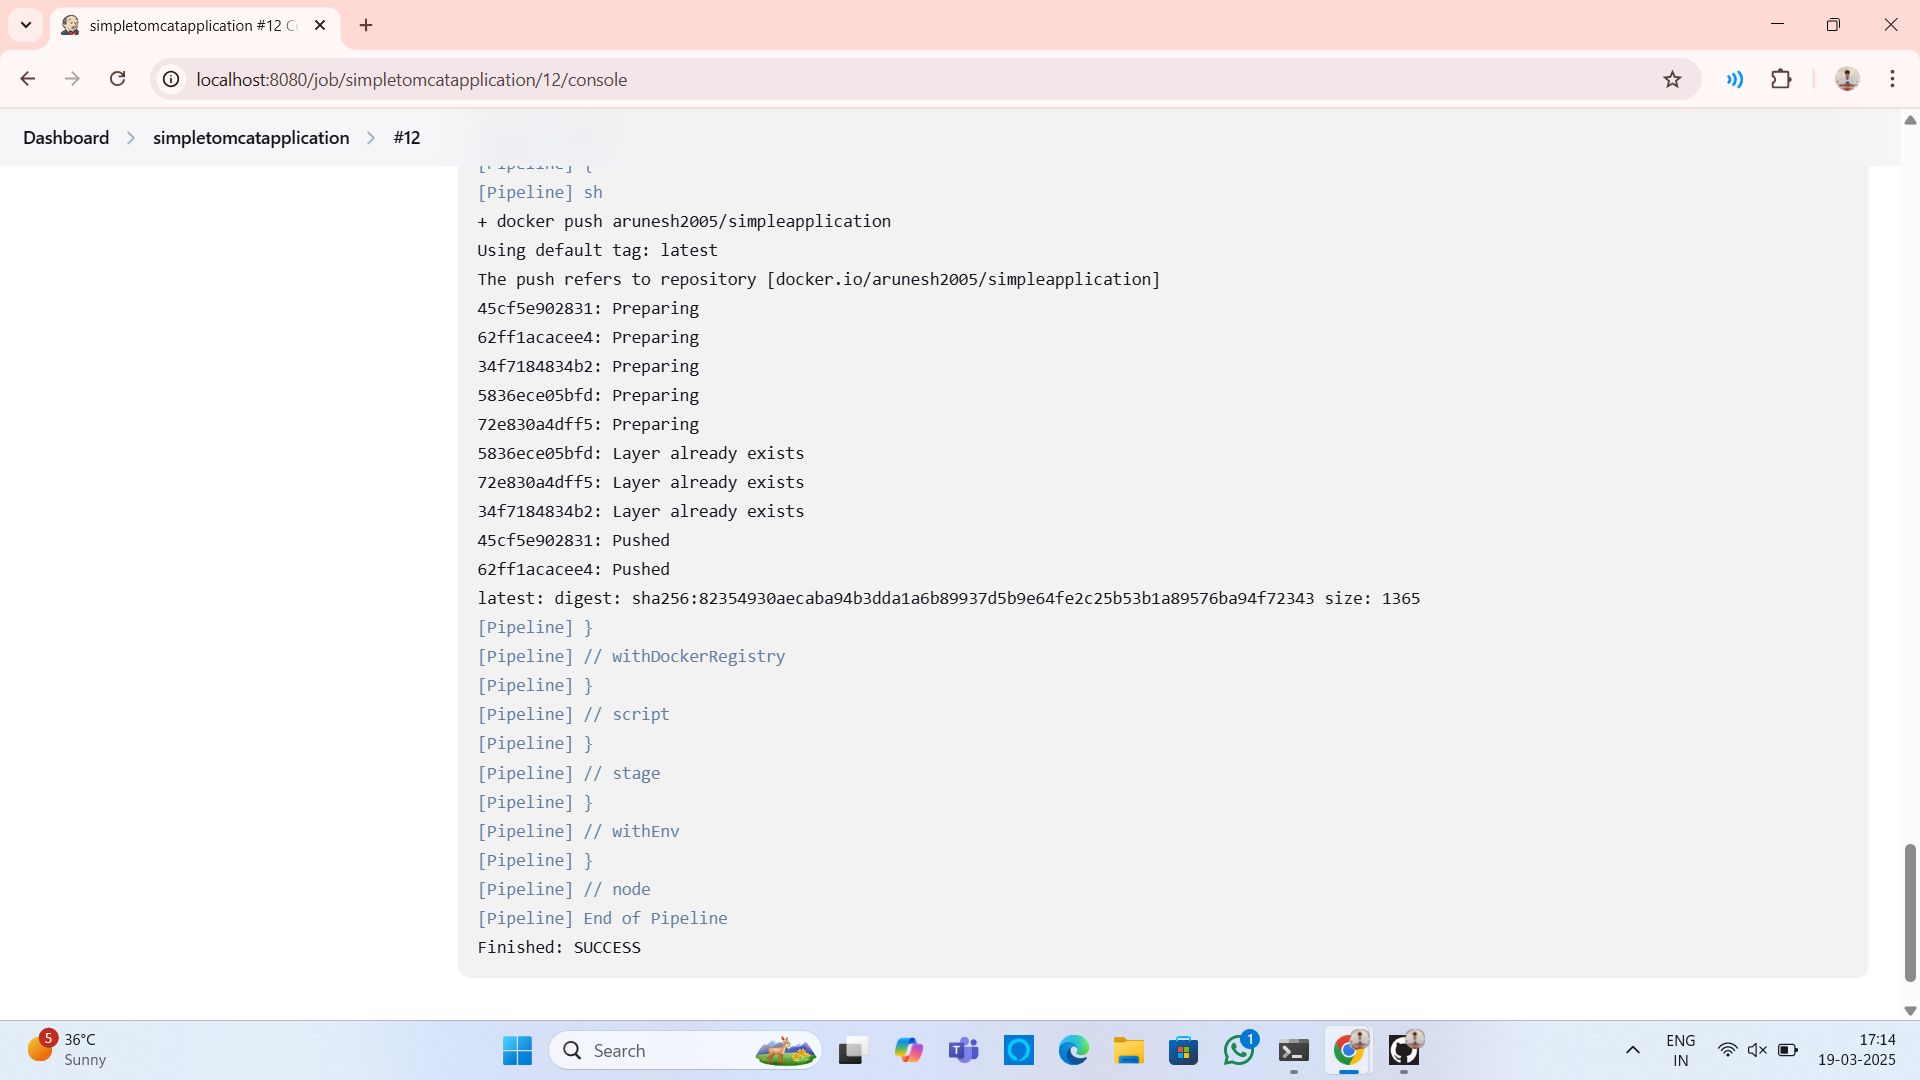 simpletomcatapplication #12 C
localhost:8080/job/simpletomcatapplication/12/console
Dashboard
simpletomcatapplication
#12
[Pipeline] {
[Pipeline] sh
+ docker push arunesh2005/simpleapplication
Using default tag: latest
The push refers to repository [docker.io/arunesh2005/simpleapplication]
45cf5e902831: Preparing
62ff1acacee4: Preparing
34f7184834b2: Preparing
5836ece05bfd: Preparing
72e830a4dff5: Preparing
5836ece05bfd: Layer already exists
72e830a4dff5: Layer already exists
34f7184834b2: Layer already exists
45cf5e902831: Pushed
62ff1acacee4: Pushed
latest: digest: sha256:82354930aecaba94b3dda1a6b89937d5b9e64fe2c25b53b1a89576ba94f72343 size: 1365
[Pipeline] }
[Pipeline] // withDockerRegistry
[Pipeline] }
[Pipeline] // script
[Pipeline] }
[Pipeline] // stage
[Pipeline] }
[Pipeline] // withEnv
[Pipeline] }
[Pipeline] // node
[Pipeline] End of Pipeline
Finished: SUCCESS
5
36°C
Sunny
Search
1
ENG
IN
17:14
19-03-2025